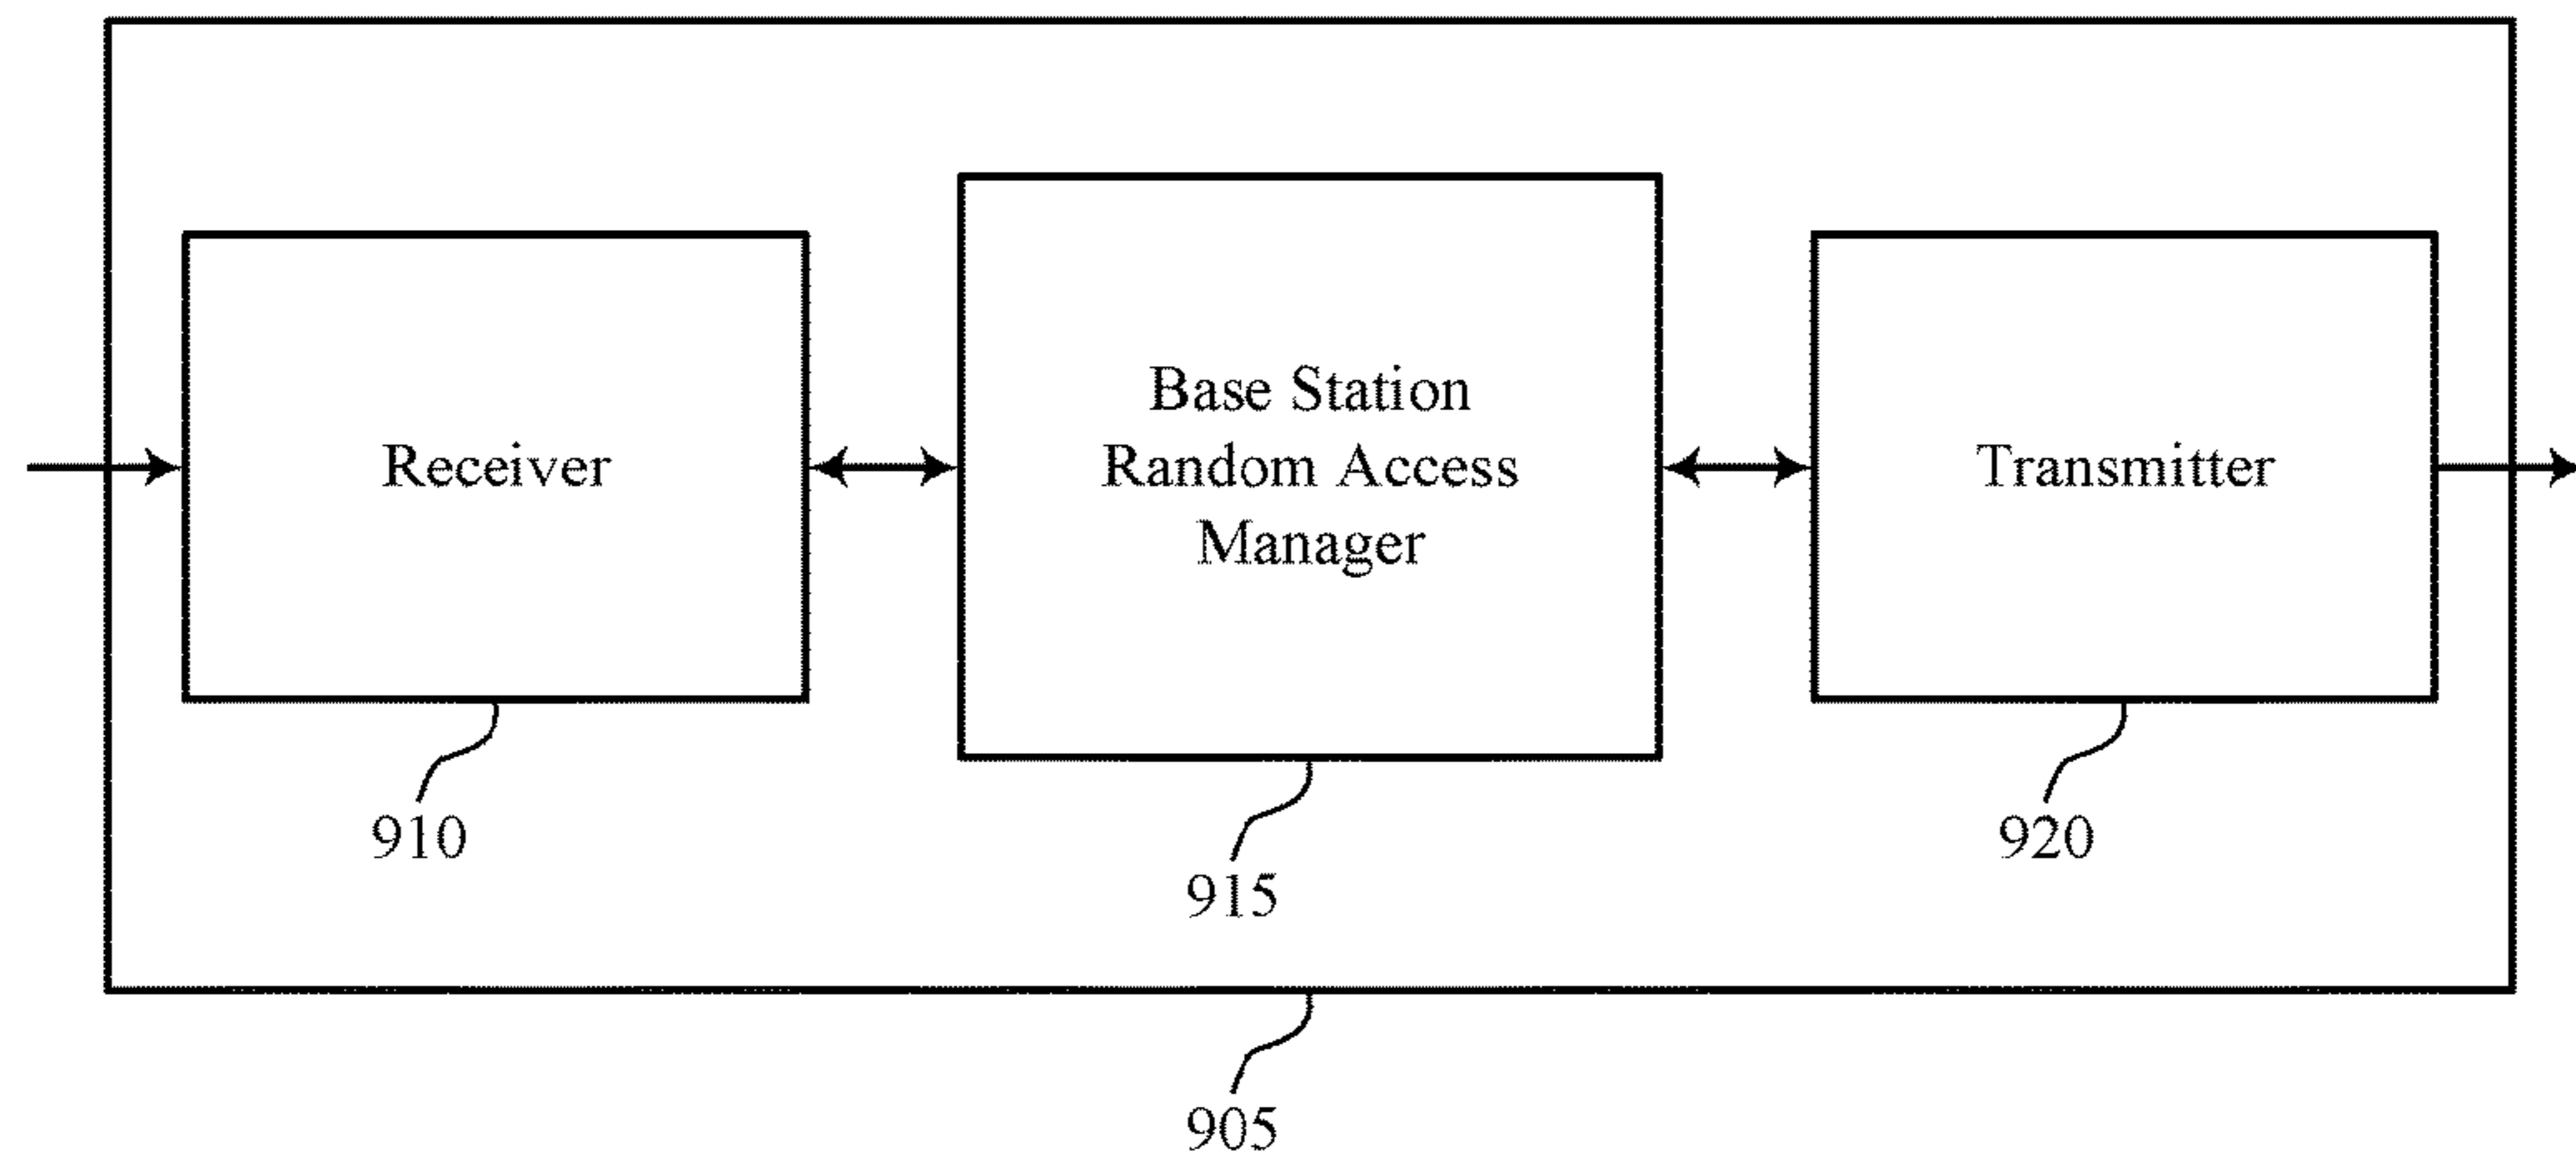 Receiver
Base Station
Random Access
Manager
Transmitter
910
915
920
905